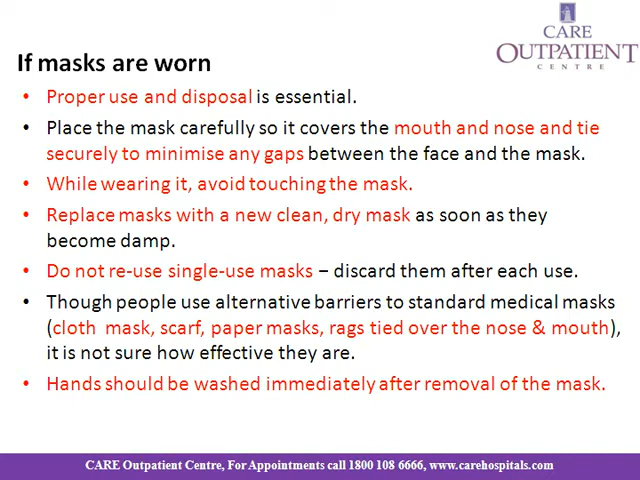 CARE
OUTPATIENT
CENTRE
If masks are worn
• Proper use and disposal is essential.
• Place the mask carefully so it covers the mouth and nose and tie
securely to minimise any gaps between the face and the mask.
• While wearing it, avoid touching the mask.
• Replace masks with a new clean, dry mask as soon as they
become damp.
• Do not re-use single-use masks – discard them after each use.
• Though people use alternative barriers to standard medical masks
(cloth mask, scarf, paper masks, rags tied over the nose & mouth),
it is not sure how effective they are.
• Hands should be washed immediately after removal of the mask.
CARE Outpatient Centre, For Appointments call 1800 108 6666, www.carehospitals.com